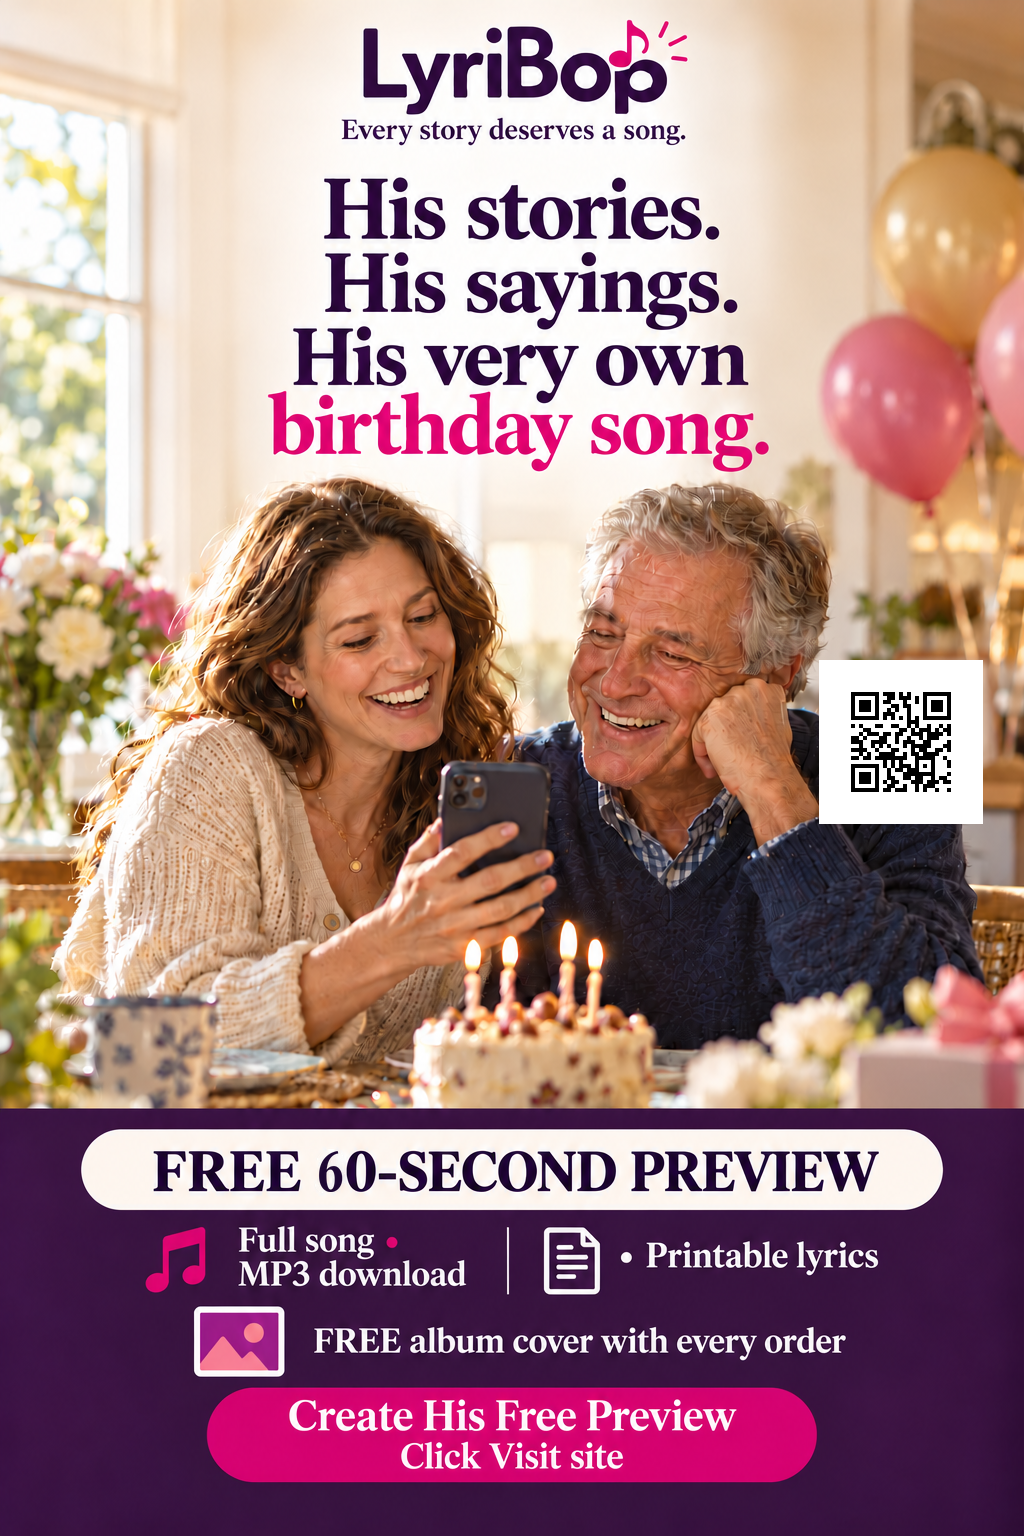 LyriBop
Every story deserves a song.
His stories.
His sayings.
His very own
birthday song.
FREE 60-SECOND PREVIEW
Full song •
MP3 download
• Printable lyrics
FREE album cover with every order
Create His Free Preview
Click Visit site